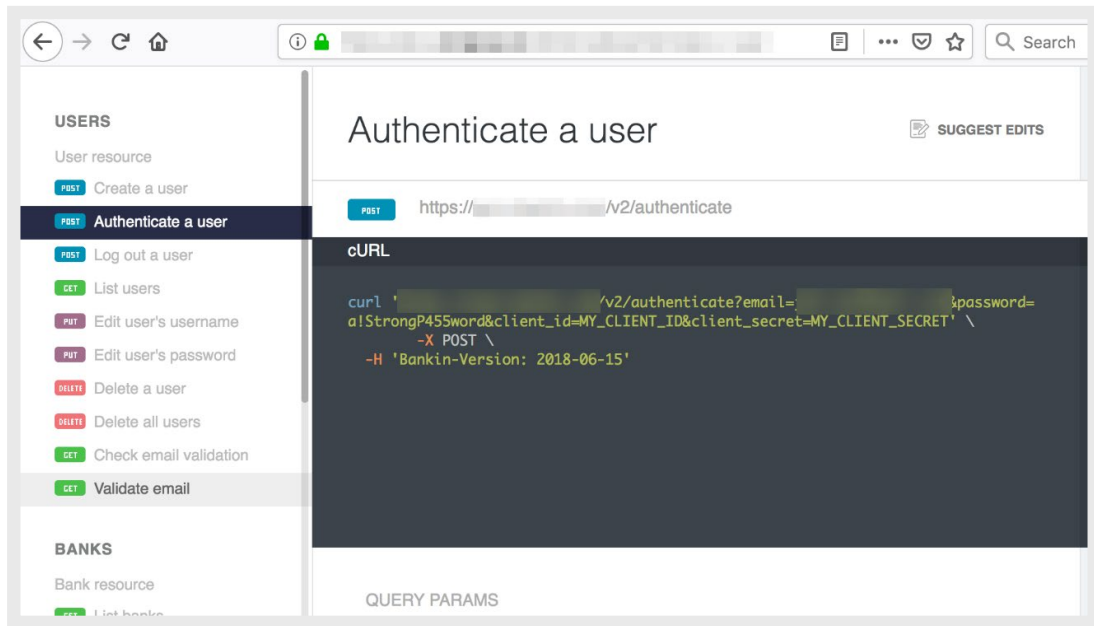 Search
USERS
User resource
POST Create a user
POST Authenticate a user
POST Log out a user
GET List users
PUT Edit user's username
PUT Edit user's password
DELETE Delete a user
DELETE Delete all users
GET Check email validation
GET Validate email
BANKS
Bank resource
GET List banks
Authenticate a user
SUGGEST EDITS
POST https:// /v2/authenticate
cURL
curl ' /v2/authenticate?email= &password=
a!StrongP455word&client_id=MY_CLIENT_ID&client_secret=MY_CLIENT_SECRET' \
-X POST \
-H 'Bankin-Version: 2018-06-15'
QUERY PARAMS